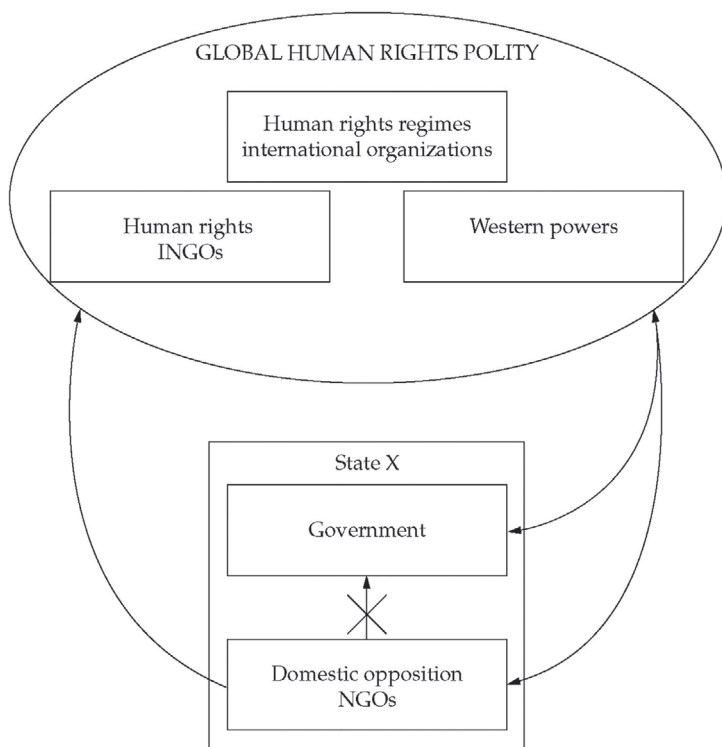 GLOBAL HUMAN RIGHTS POLITY
Human rights regimes
international organizations
Human rights
INGOs
Western powers
State X
Government
Domestic opposition
NGOs